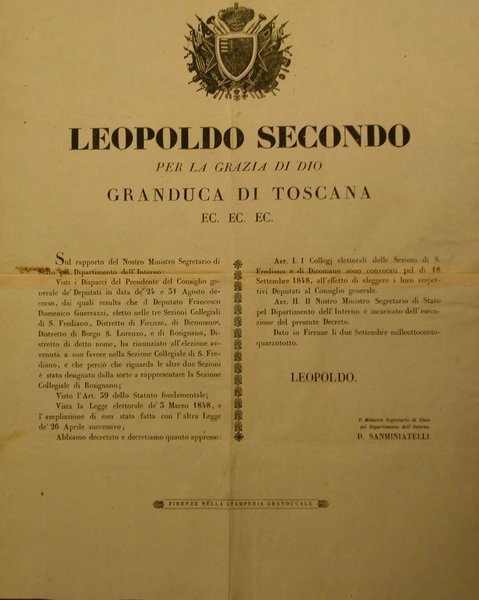 LEOPOLDO SECONDO
PER LA GRAZIA DI DIO
GRANDUCA DI TOSCANA
EC. EC. EC.
Sul rapporto del Nostro Ministro Segretario di
Stato pel Dipartimento dell'Interno;
Visti i Dispacci del Presidente del Consiglio gene-
rale de' Deputati in data de' 24 e 31 Agosto de-
corso, dai quali resulta che il Deputato Francesco
Domenico Guerrazzi, eletto nelle tre Sezioni Collegiali
di S. Frediano, Distretto di Firenze, di Dicomano,
Distretto di Borgo S. Lorenzo, e di Rosignano, Di-
stretto di detto nome, ha rinunziato all'elezione av-
venuta a suo favore nella Sezione Collegiale di S. Fre-
diano, e che perciò che riguarda le altre due Sezioni
è stato designato dalla sorte a rappresentare la Sezione
Collegiale di Rosignano;
Visto l'Art. 39 dello Statuto fondamentale;
Vista la Legge elettorale de' 3 Marzo 1848, e
l'ampliazione di essa stata fatta con l'altra Legge
de' 26 Aprile successivo;
Abbiamo decretato e decretiamo quanto appresso:
Art. I. I Collegj elettorali delle Sezioni di S.
Frediano e di Dicomano sono convocati pel dì 18
Settembre 1848, all'effetto di eleggere i loro respet-
tivi Deputati al Consiglio generale.
Art. II. Il Nostro Ministro Segretario di Stato
pel Dipartimento dell'Interno è incaricato dell'ese-
cuzione del presente Decreto.
Dato in Firenze li due Settembre milleottocento-
quarantotto.
LEOPOLDO.
Il Ministro Segretario di Stato
pel Dipartimento dell'Interno
D. SANMINIATELLI.
FIRENZE NELLA STAMPERIA GRANDUCALE